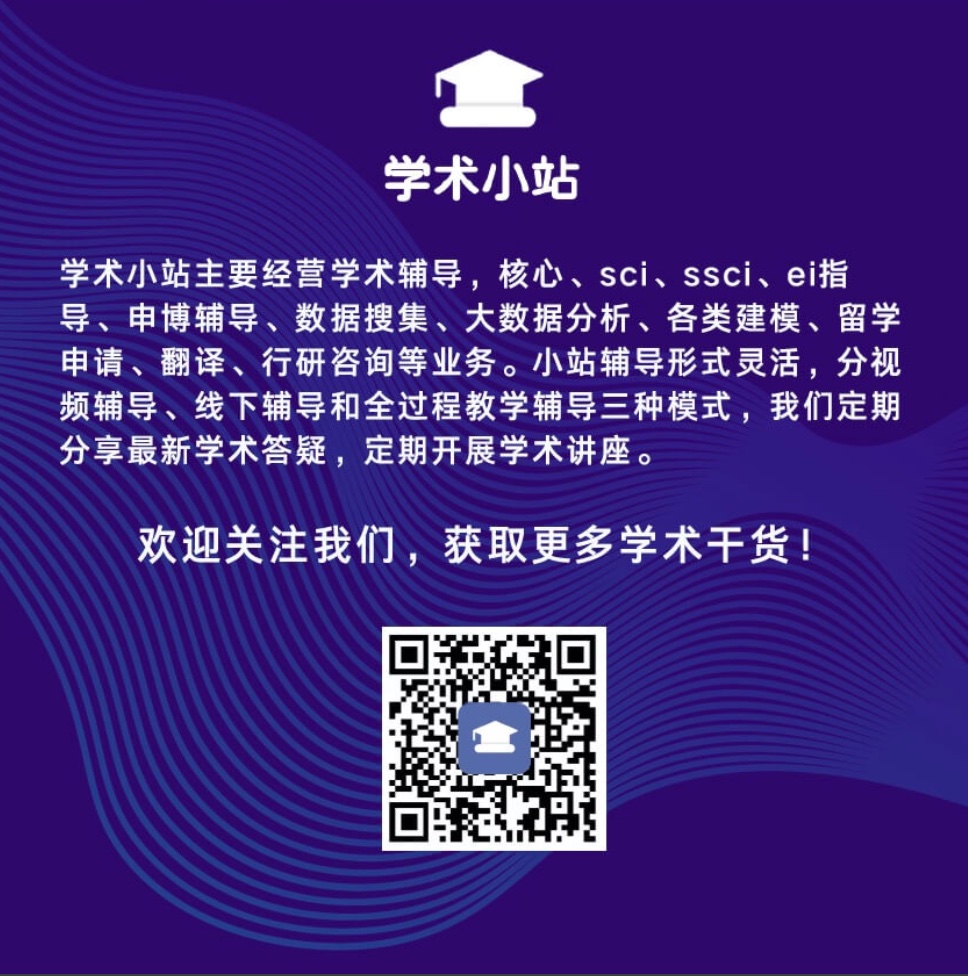 学术小站
学术小站主要经营学术辅导，核心、sci、ssci、ei指
导、申博辅导、数据搜集、大数据分析、各类建模、留学
申请、翻译、行研咨询等业务。小站辅导形式灵活，分视
频辅导、线下辅导和全过程教学辅导三种模式，我们定期
分享最新学术答疑，定期开展学术讲座。
欢迎关注我们，获取更多学术干货！